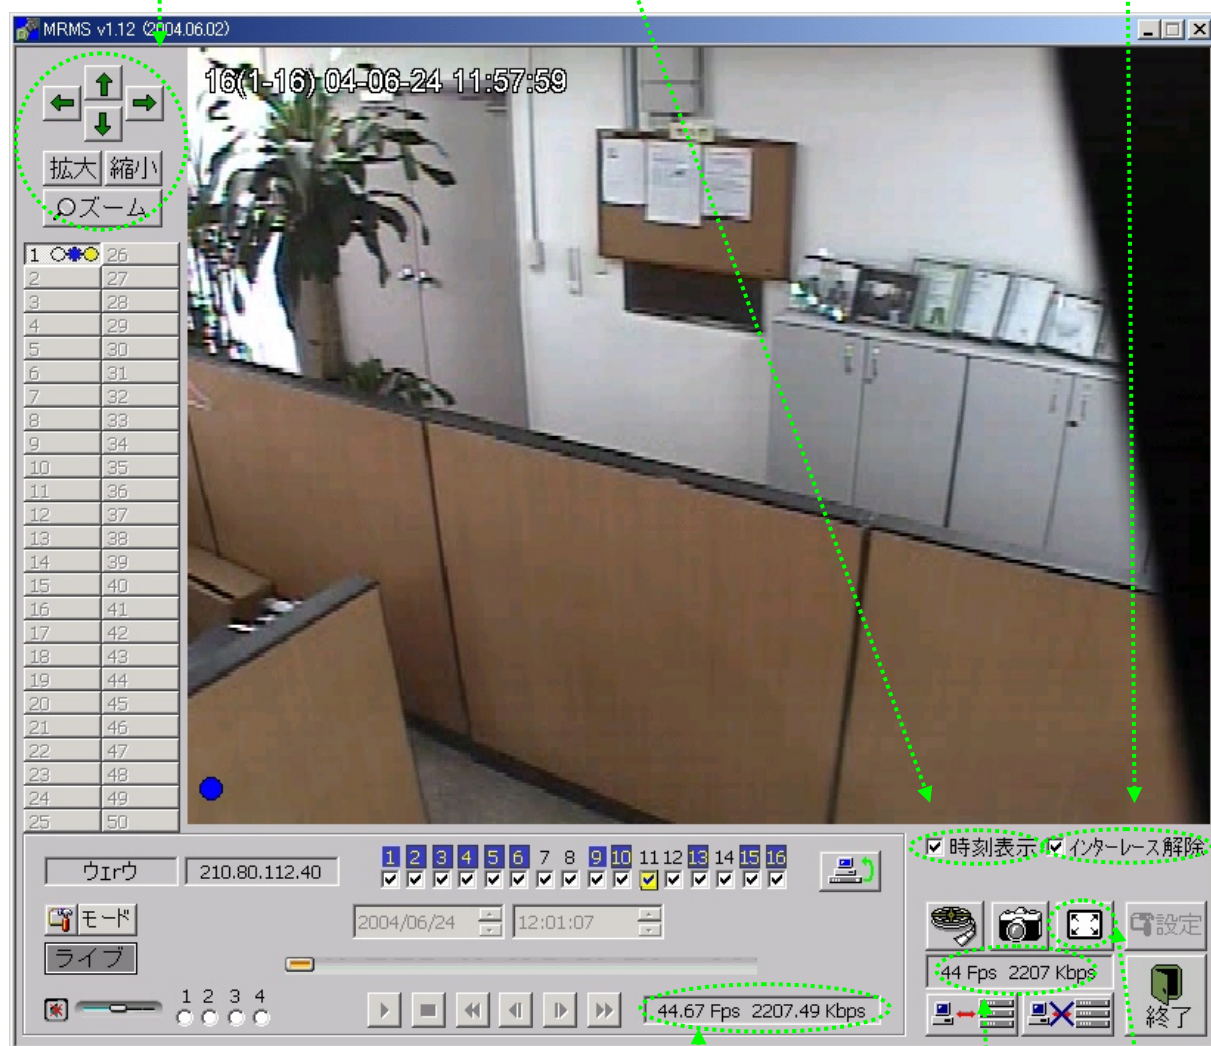 MRMS v1.12 (2004.06.02)
16(1-16) 04-06-24 11:57:59
拡大 縮小
ズーム
1 26
2 27
3 28
4 29
5 30
6 31
7 32
8 33
9 34
10 35
11 36
12 37
13 38
14 39
15 40
16 41
17 42
18 43
19 44
20 45
21 46
22 47
23 48
24 49
25 50
時刻表示 インターレース解除
ウェrウ 210.80.112.40
1 2 3 4 5 6 7 8 9 10 11 12 13 14 15 16
モード
2004/06/24 12:01:07
設定
ライブ
44 Fps 2207 Kbps
1 2 3 4
44.67 Fps 2207.49 Kbps
終了